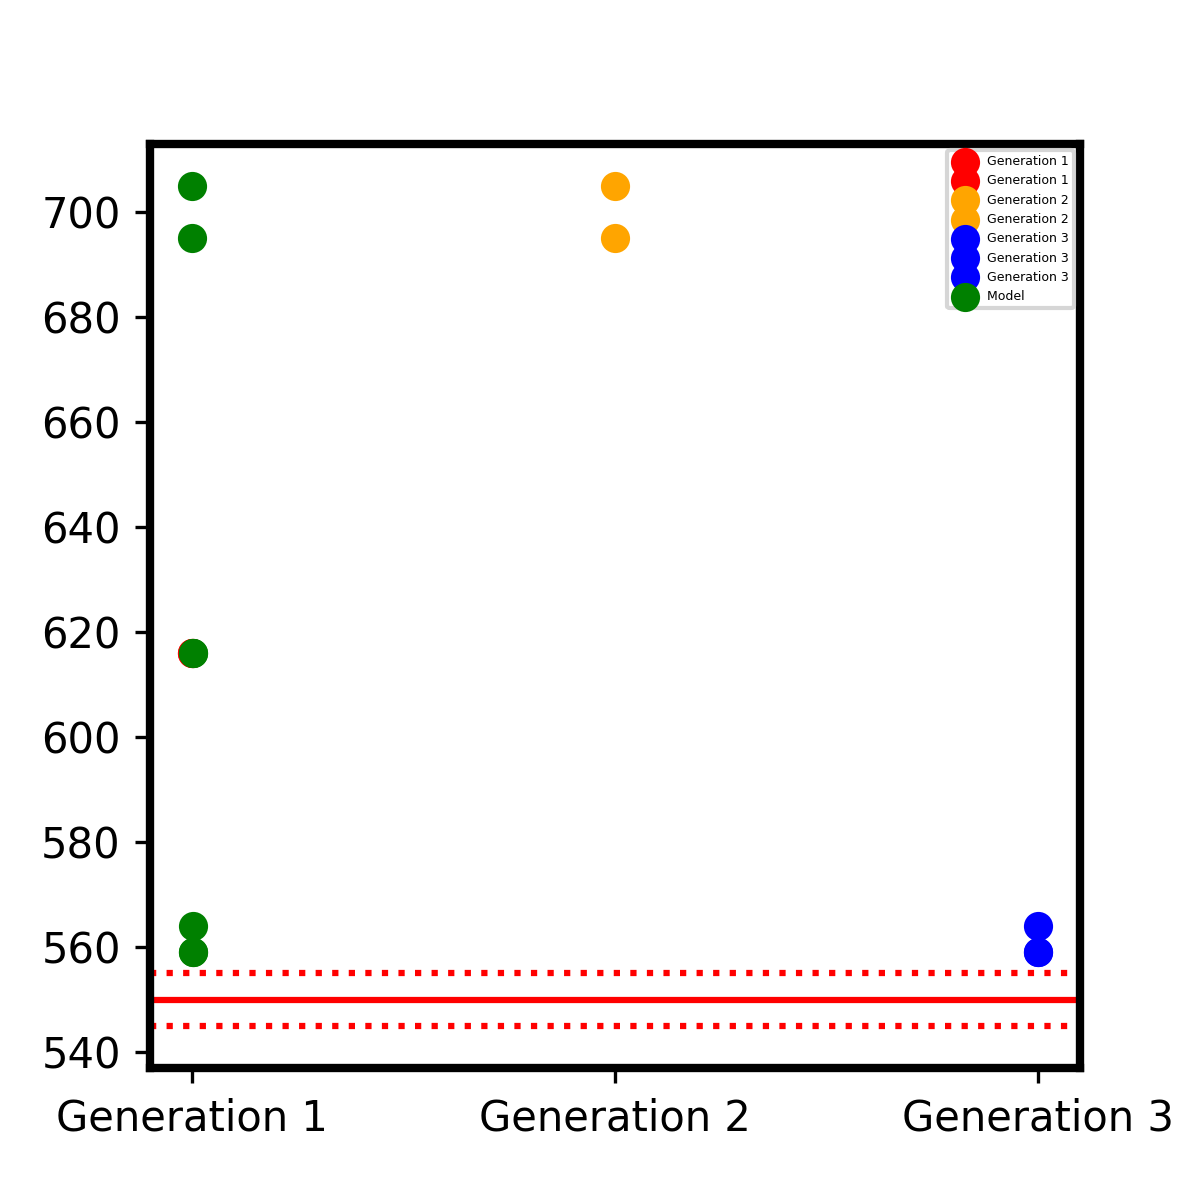 Generation 1
Generation 1
Generation 2
Generation 2
Generation 3
Generation 3
Generation 3
Model
700
680
660
640
620
600
580
560
540
Generation 1 Generation 2 Generation 3